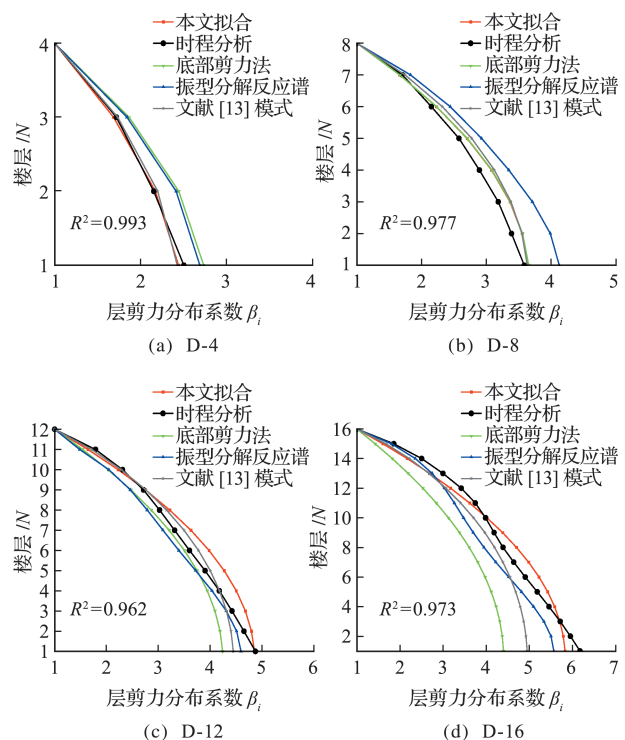 本文拟合
时程分析
底部剪力法
振型分解反应谱
文献 [13] 模式
楼层/N
4
3
2
1
R²=0.993
1 2 3 4
层剪力分布系数 βᵢ
(a) D-4
本文拟合
时程分析
底部剪力法
振型分解反应谱
文献 [13] 模式
楼层/N
8
7
6
5
4
3
2
1
R²=0.977
1 2 3 4 5
层剪力分布系数 βᵢ
(b) D-8
本文拟合
时程分析
底部剪力法
振型分解反应谱
文献 [13] 模式
楼层/N
12
11
10
9
8
7
6
5
4
3
2
1
R²=0.962
1 2 3 4 5 6
层剪力分布系数 βᵢ
(c) D-12
本文拟合
时程分析
底部剪力法
振型分解反应谱
文献 [13] 模式
楼层/N
16
14
12
10
8
6
4
2
R²=0.973
1 2 3 4 5 6 7
层剪力分布系数 βᵢ
(d) D-16